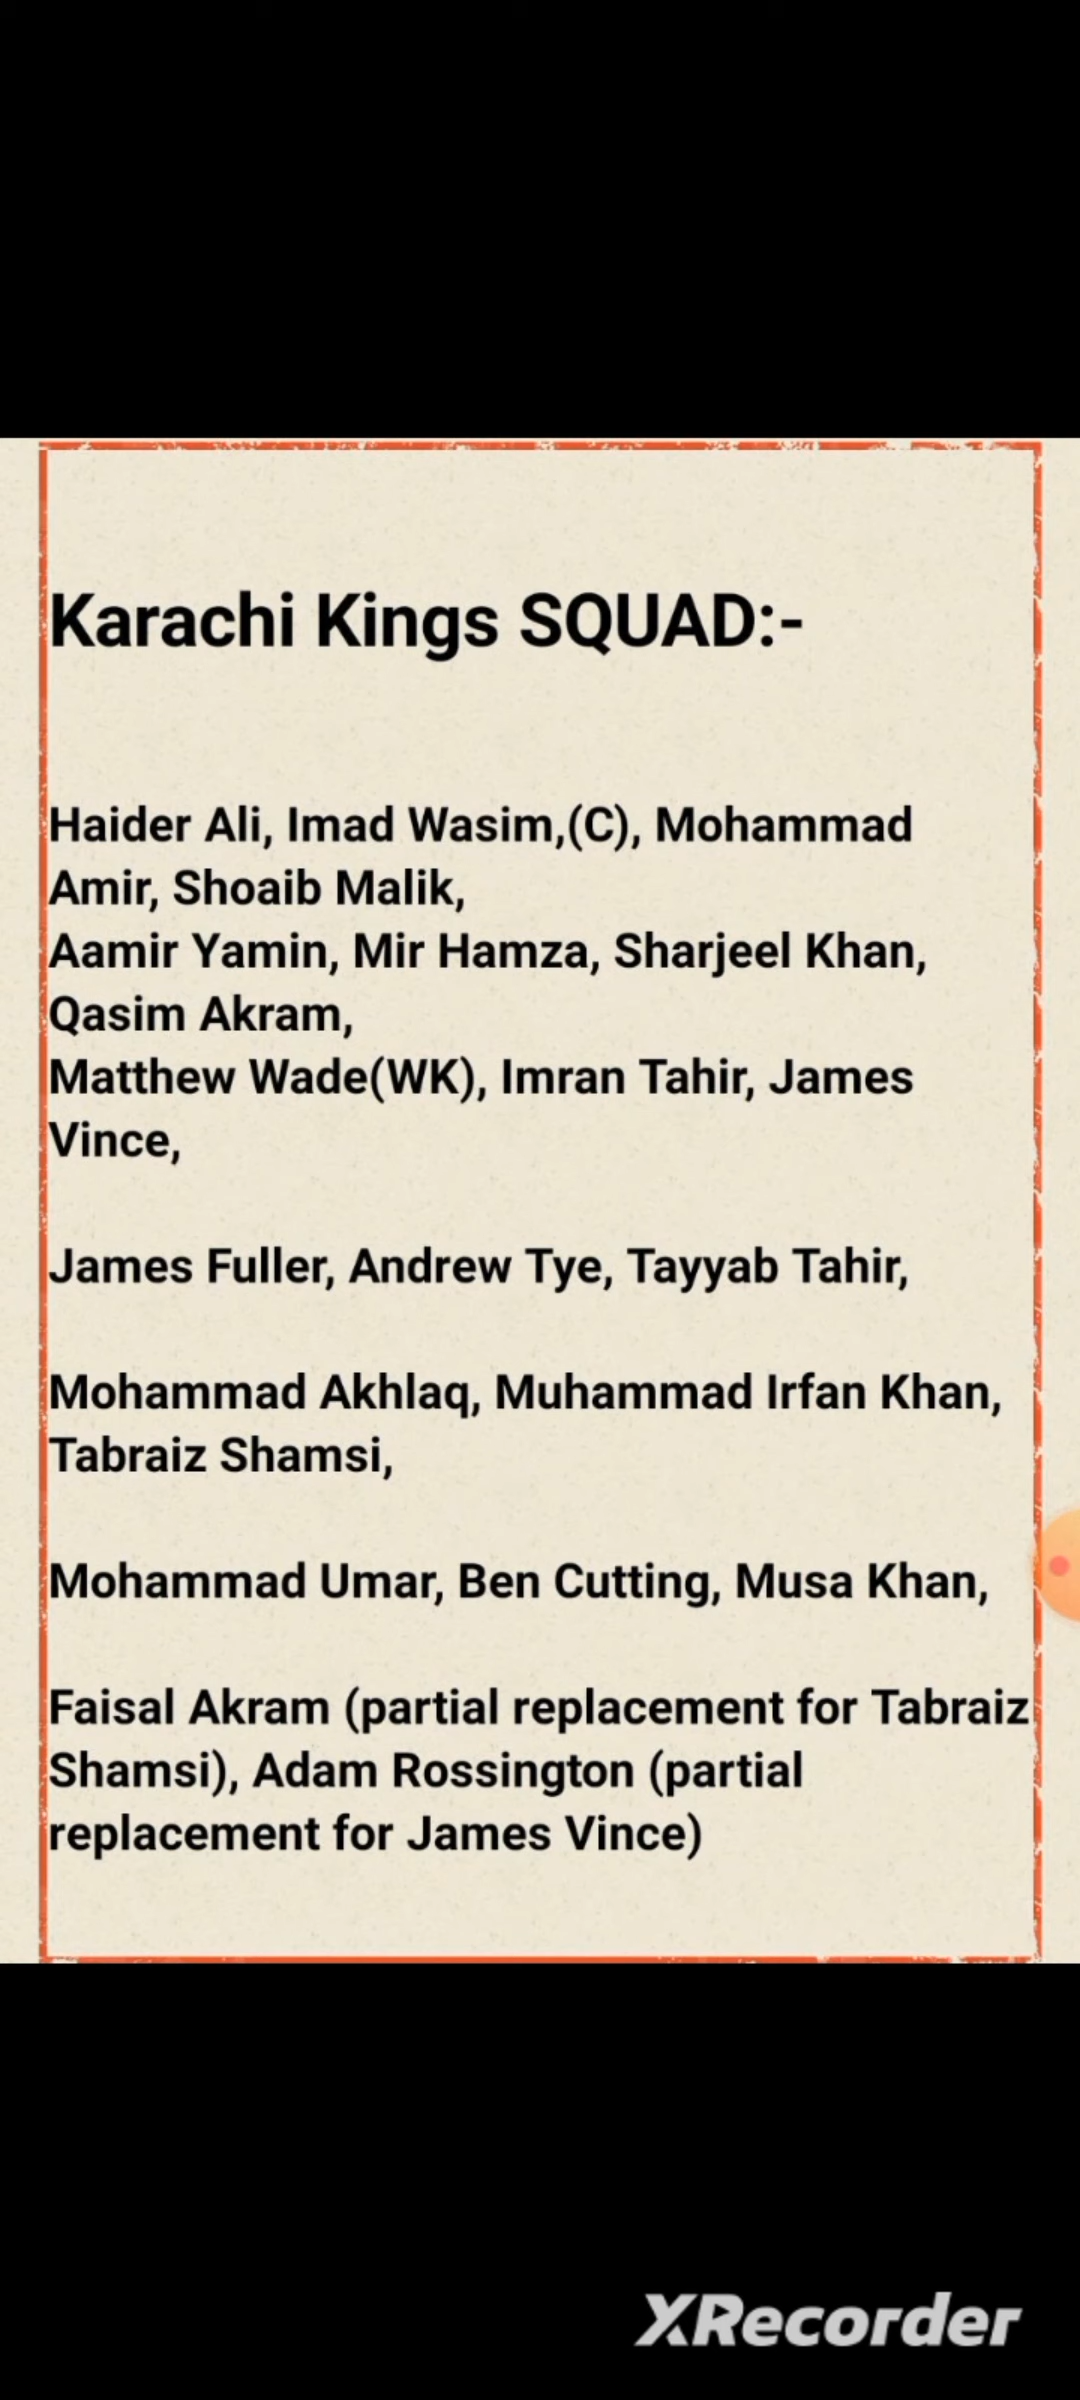 Karachi Kings SQUAD:-
Haider Ali, Imad Wasim,(C), Mohammad
Amir, Shoaib Malik,
Aamir Yamin, Mir Hamza, Sharjeel Khan,
Qasim Akram,
Matthew Wade(WK), Imran Tahir, James
Vince,
James Fuller, Andrew Tye, Tayyab Tahir,
Mohammad Akhlaq, Muhammad Irfan Khan,
Tabraiz Shamsi,
Mohammad Umar, Ben Cutting, Musa Khan,
Faisal Akram (partial replacement for Tabraiz
Shamsi), Adam Rossington (partial
replacement for James Vince)
XRecorder